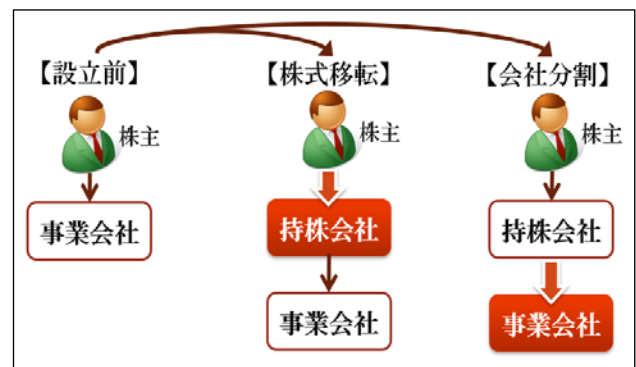 【設立前】
【株式移転】
【会社分割】
株主
株主
株主
事業会社
持株会社
持株会社
事業会社
事業会社